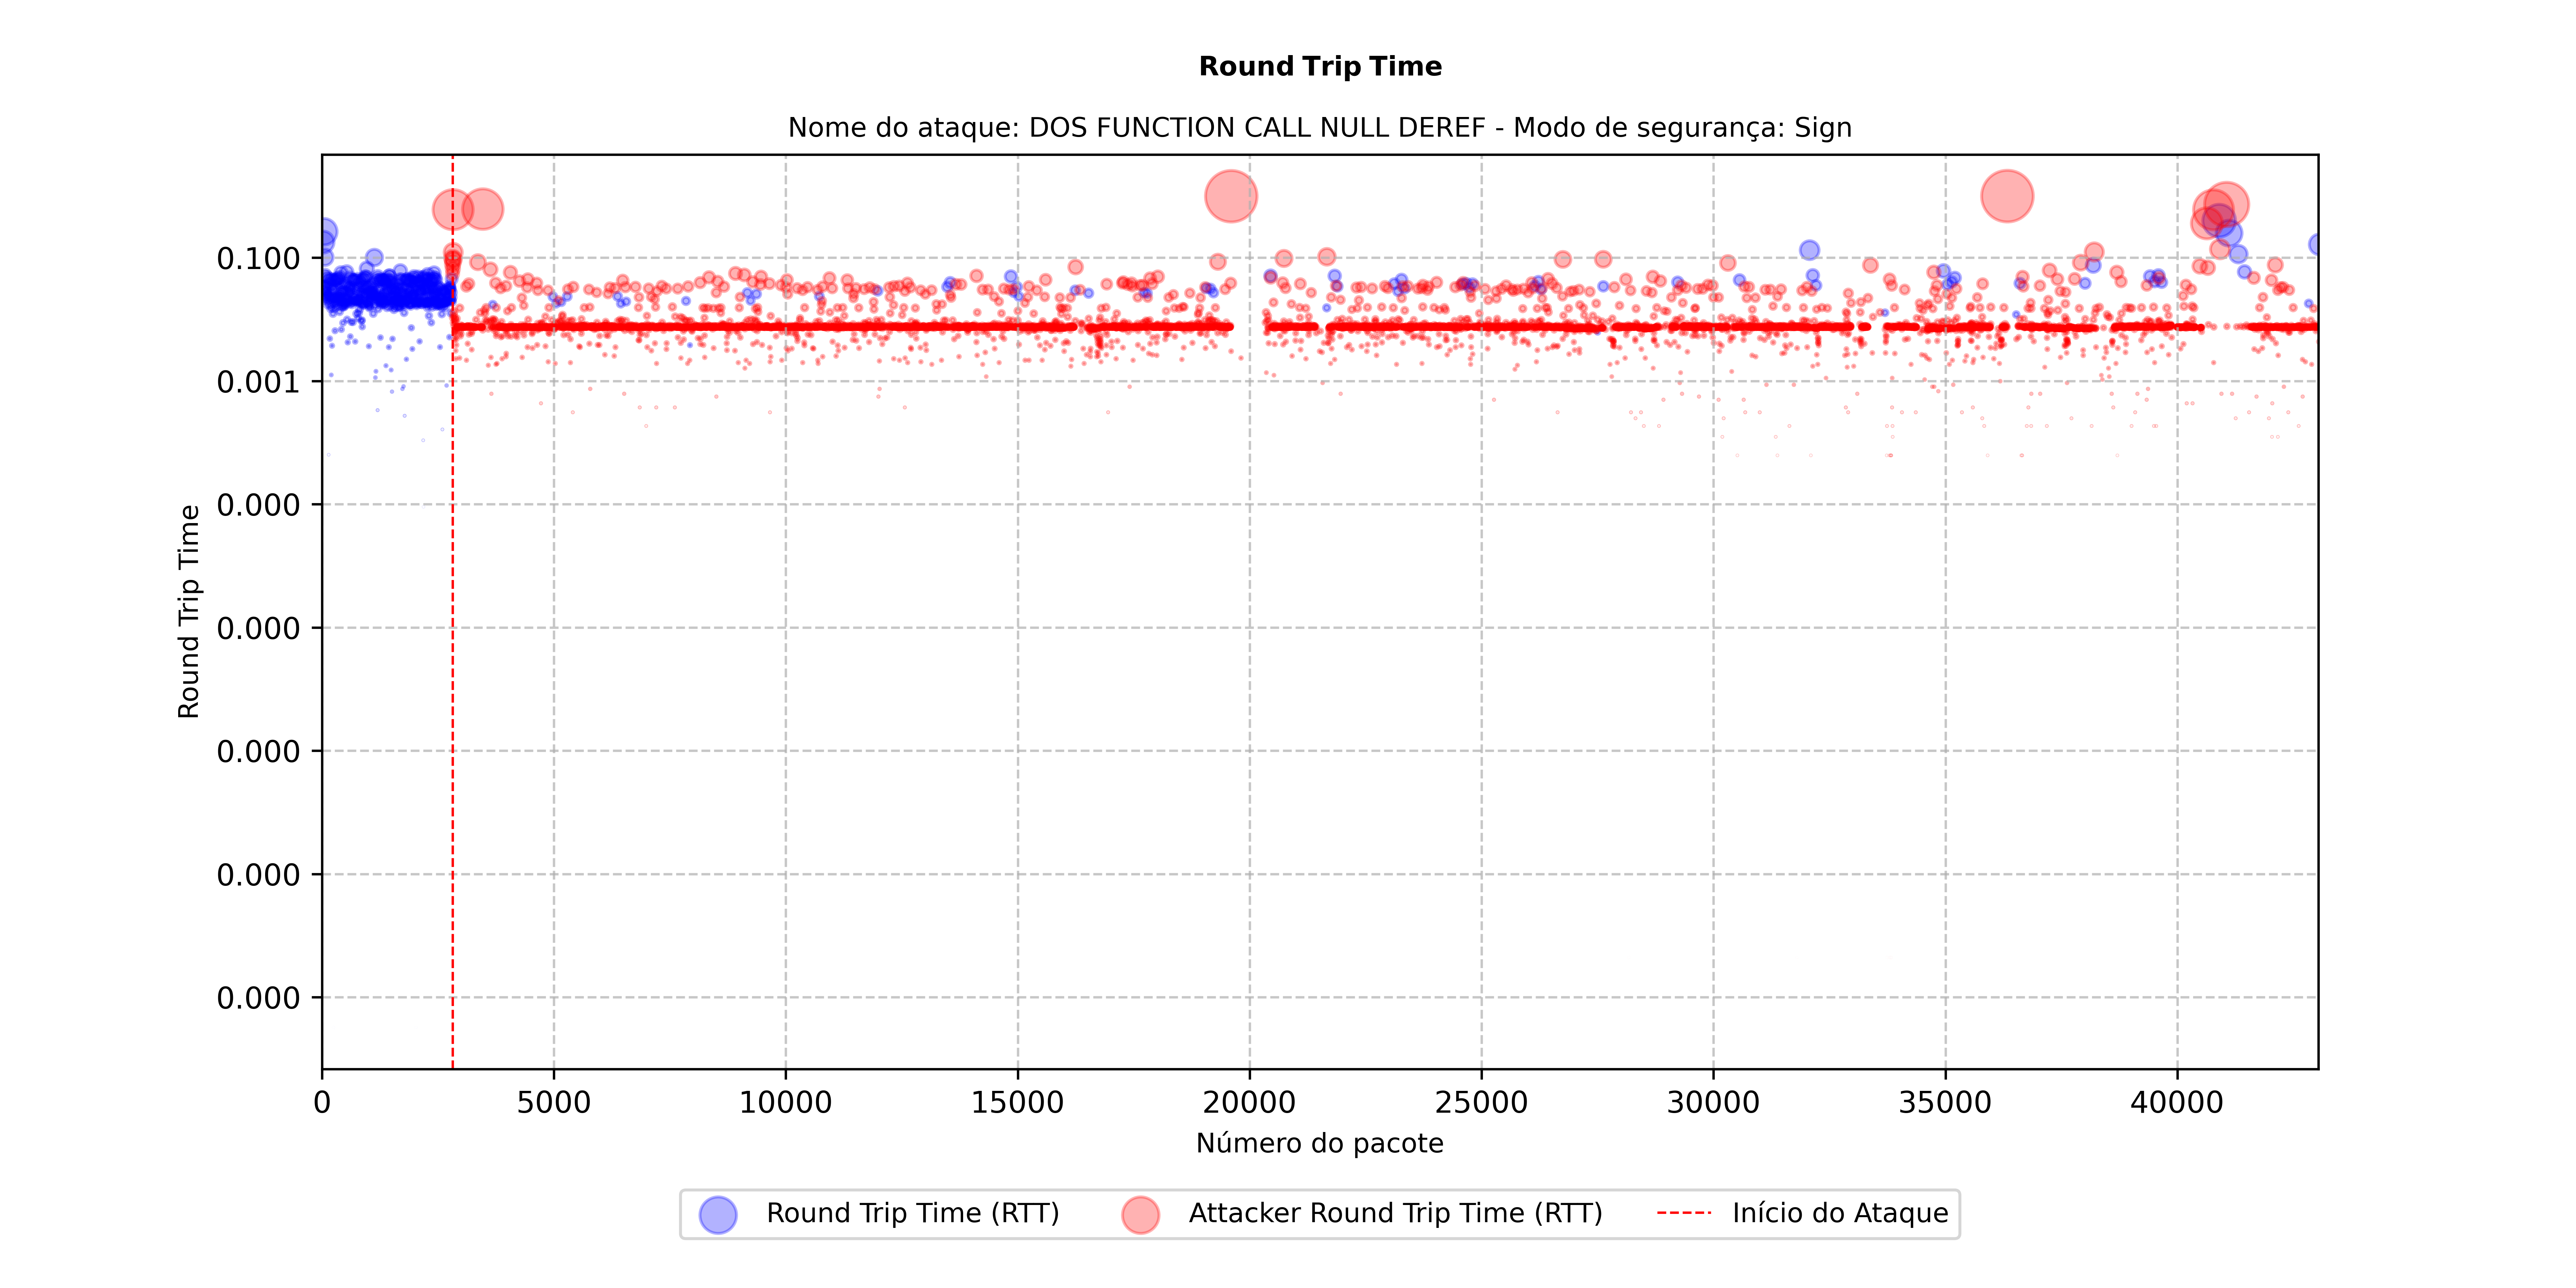 Round Trip Time
Nome do ataque: DOS FUNCTION CALL NULL DEREF - Modo de segurança: Sign
Round Trip Time
0.100
0.001
0.000
0.000
0.000
0.000
0.000
0 5000 10000 15000 20000 25000 30000 35000 40000
Número do pacote
Round Trip Time (RTT) Attacker Round Trip Time (RTT) Início do Ataque